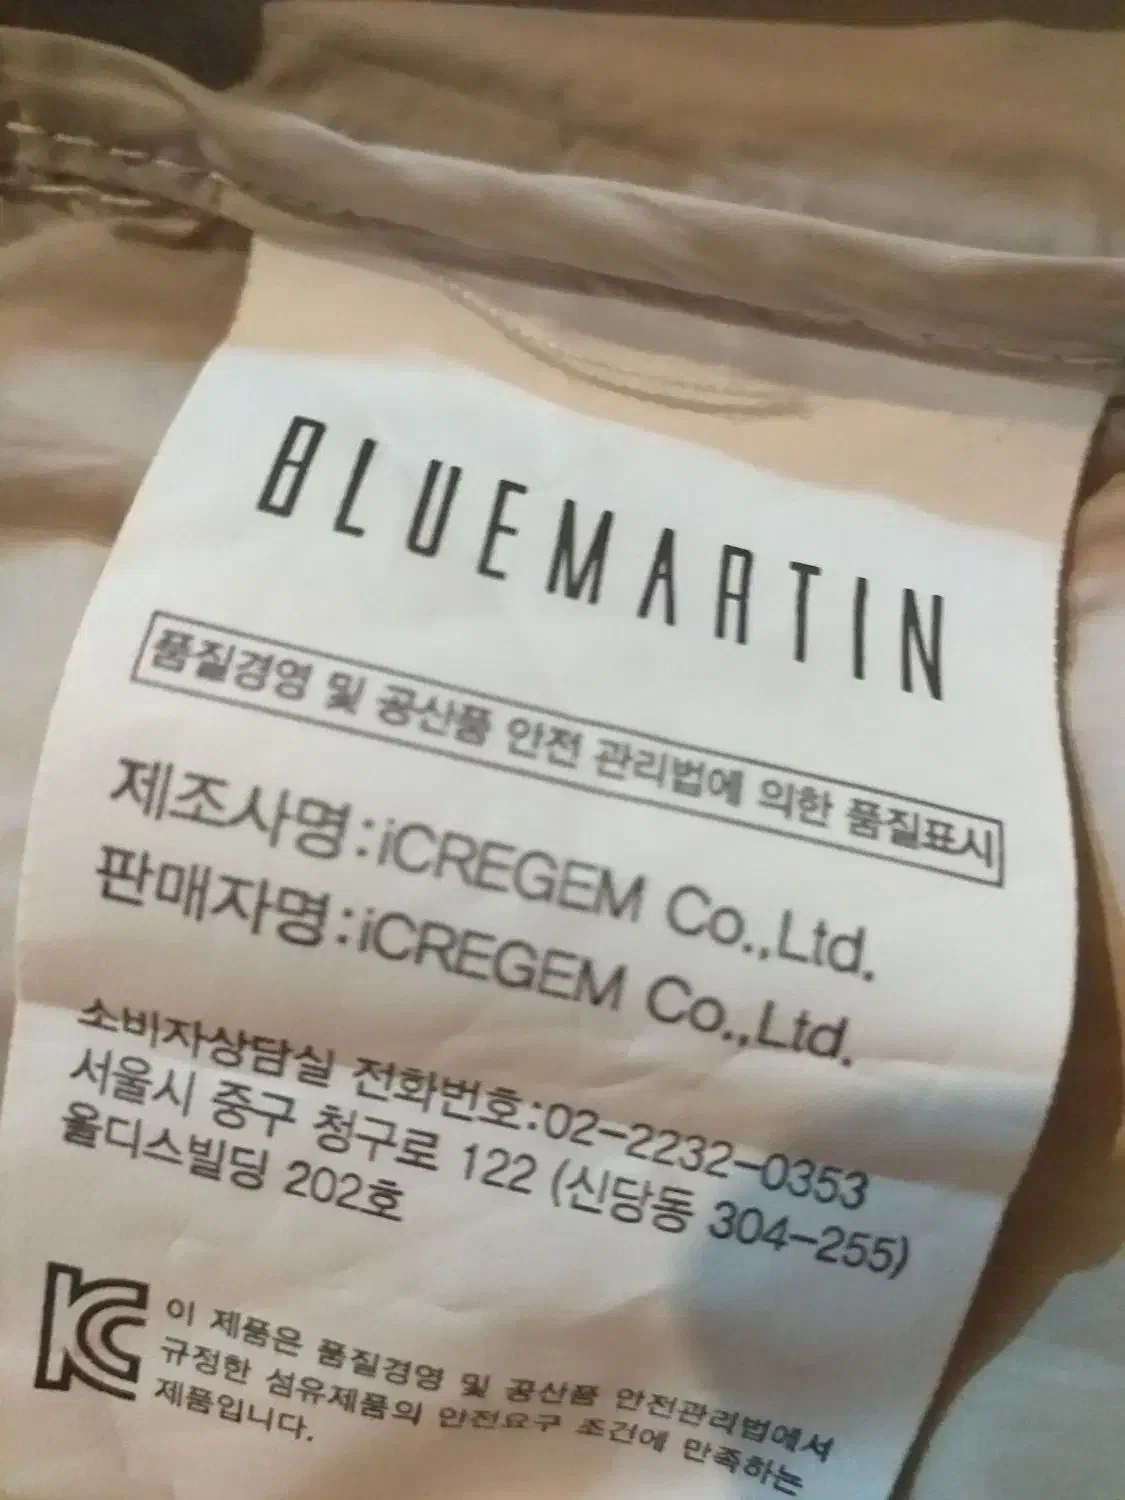 BLUEMARTIN
품질경영 및 공산품 안전 관리법에 의한 품질표시
제조사명:iCREGEM Co.,Ltd.
판매자명:iCREGEM Co.,Ltd.
소비자상담실 전화번호:02-2232-0353
서울시 중구 청구로 122 (신당동 304-255)
욜디스빌딩 202호
KC
이 제품은 품질경영 및 공산품 안전관리법에서
규정한 섬유제품의 안전요구 조건에 만족하는
제품입니다.